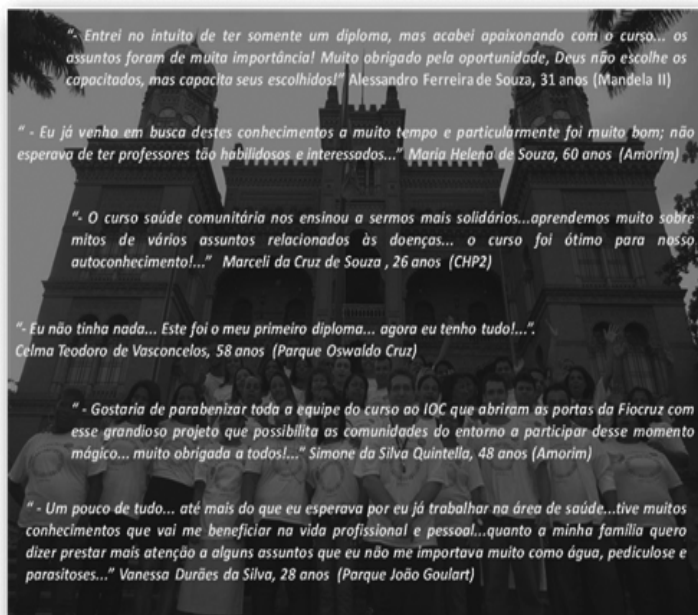 "- Entrei no intuito de ter somente um diploma, mas acabei apaixonando com o curso... os
assuntos foram de muita importância! Muito obrigado pela oportunidade, Deus não escolhe os
capacitados, mas capacita seus escolhidos!" Alessandro Ferreira de Souza, 31 anos (Mandela II)
" - Eu já venho em busca destes conhecimentos a muito tempo e particularmente foi muito bom; não
esperava de ter professores tão habilidosos e interessados..." Maria Helena de Souza, 60 anos (Amorim)
"- O curso saúde comunitária nos ensinou a sermos mais solidários...aprendemos muito sobre
mitos de vários assuntos relacionados às doenças... o curso foi ótimo para nosso
autoconhecimento!..." Marceli da Cruz de Souza , 26 anos (CHP2)
"- Eu não tinha nada... Este foi o meu primeiro diploma... agora eu tenho tudo!...".
Celma Teodoro de Vasconcelos, 58 anos (Parque Oswaldo Cruz)
" - Gostaria de parabenizar toda a equipe do curso ao IOC que abriram as portas da Fiocruz com
esse grandioso projeto que possibilita as comunidades do entorno a participar desse momento
mágico... muito obrigada a todos!..." Simone da Silva Quintella, 48 anos (Amorim)
" - Um pouco de tudo... até mais do que eu esperava por eu já trabalhar na área de saúde...tive muitos
conhecimentos que vai me beneficiar na vida profissional e pessoal...quanto a minha família quero
dizer prestar mais atenção a alguns assuntos que eu não me importava muito como água, pediculose e
parasitoses..." Vanessa Durães da Silva, 28 anos (Parque João Goulart)